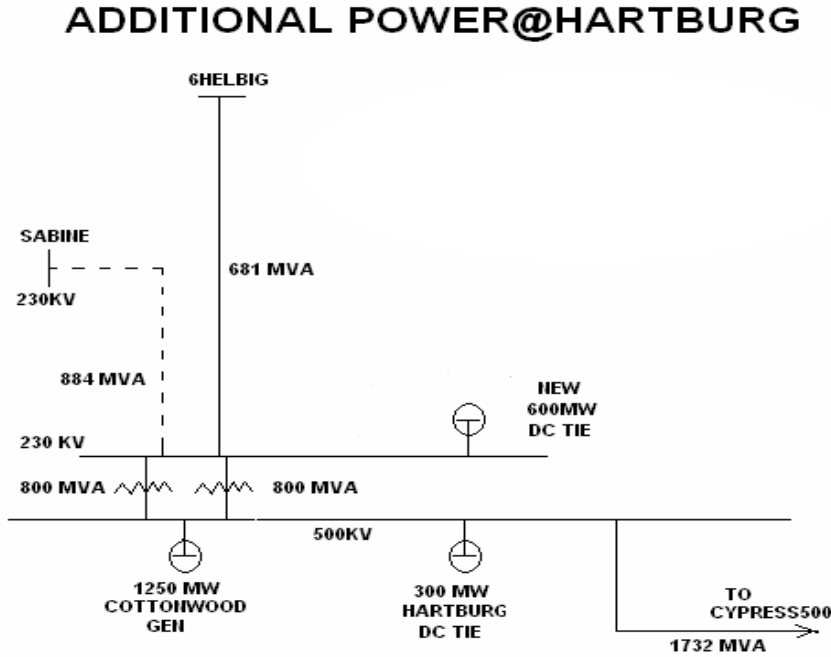 ADDITIONAL POWER@HARTBURG
6HELBIG
SABINE
681 MVA
230KV
884 MVA
NEW
600MW
DC TIE
230 KV
800 MVA
800 MVA
500KV
1250 MW
COTTONWOOD
GEN
300 MW
HARTBURG
DC TIE
TO
CYPRESS500
1732 MVA